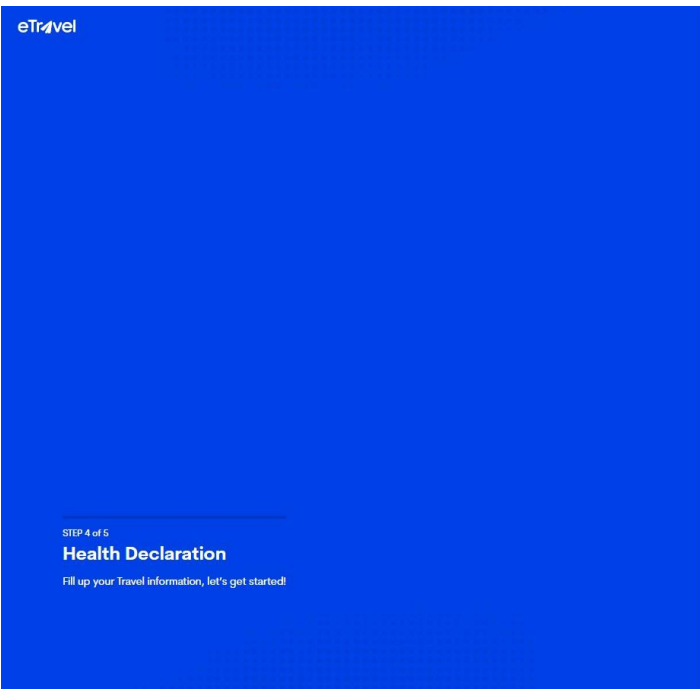 eTravel
STEP 4 of 5
Health Declaration
Fill up your Travel information, let's get started!